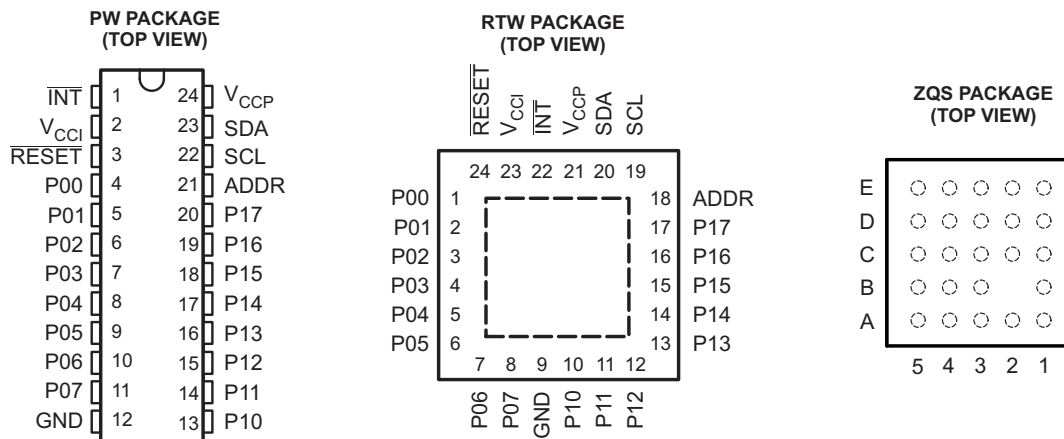 PW PACKAGE
(TOP VIEW)
INT 1 24 VCCP
VCCI 2 23 SDA
RESET 3 22 SCL
P00 4 21 ADDR
P01 5 20 P17
P02 6 19 P16
P03 7 18 P15
P04 8 17 P14
P05 9 16 P13
P06 10 15 P12
P07 11 14 P11
GND 12 13 P10
RTW PACKAGE
(TOP VIEW)
RESET VCCI INT VCCP SDA SCL
24 23 22 21 20 19
P00 1 18 ADDR
P01 2 17 P17
P02 3 16 P16
P03 4 15 P15
P04 5 14 P14
P05 6 13 P13
7 8 9 10 11 12
P06 P07 GND P10 P11 P12
ZQS PACKAGE
(TOP VIEW)
E
D
C
B
A
5 4 3 2 1